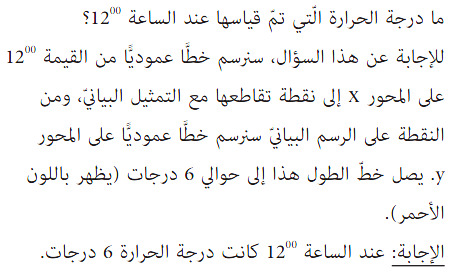 ما درجة الحرارة الّتي تمّ قياسها عند الساعة 12⁰⁰؟
للإجابة عن هذا السؤال، سنرسم خطًّا عموديًّا من القيمة 12⁰⁰
على المحور x إلى نقطة تقاطعها مع التمثيل البيانيّ، ومن
النقطة على الرسم البيانيّ سنرسم خطًّا عموديًّا على المحور
y. يصل خطّ الطول هذا إلى حوالي 6 درجات (يظهر باللون
الأحمر).
الإجابة: عند الساعة 12⁰⁰ كانت درجة الحرارة 6 درجات.